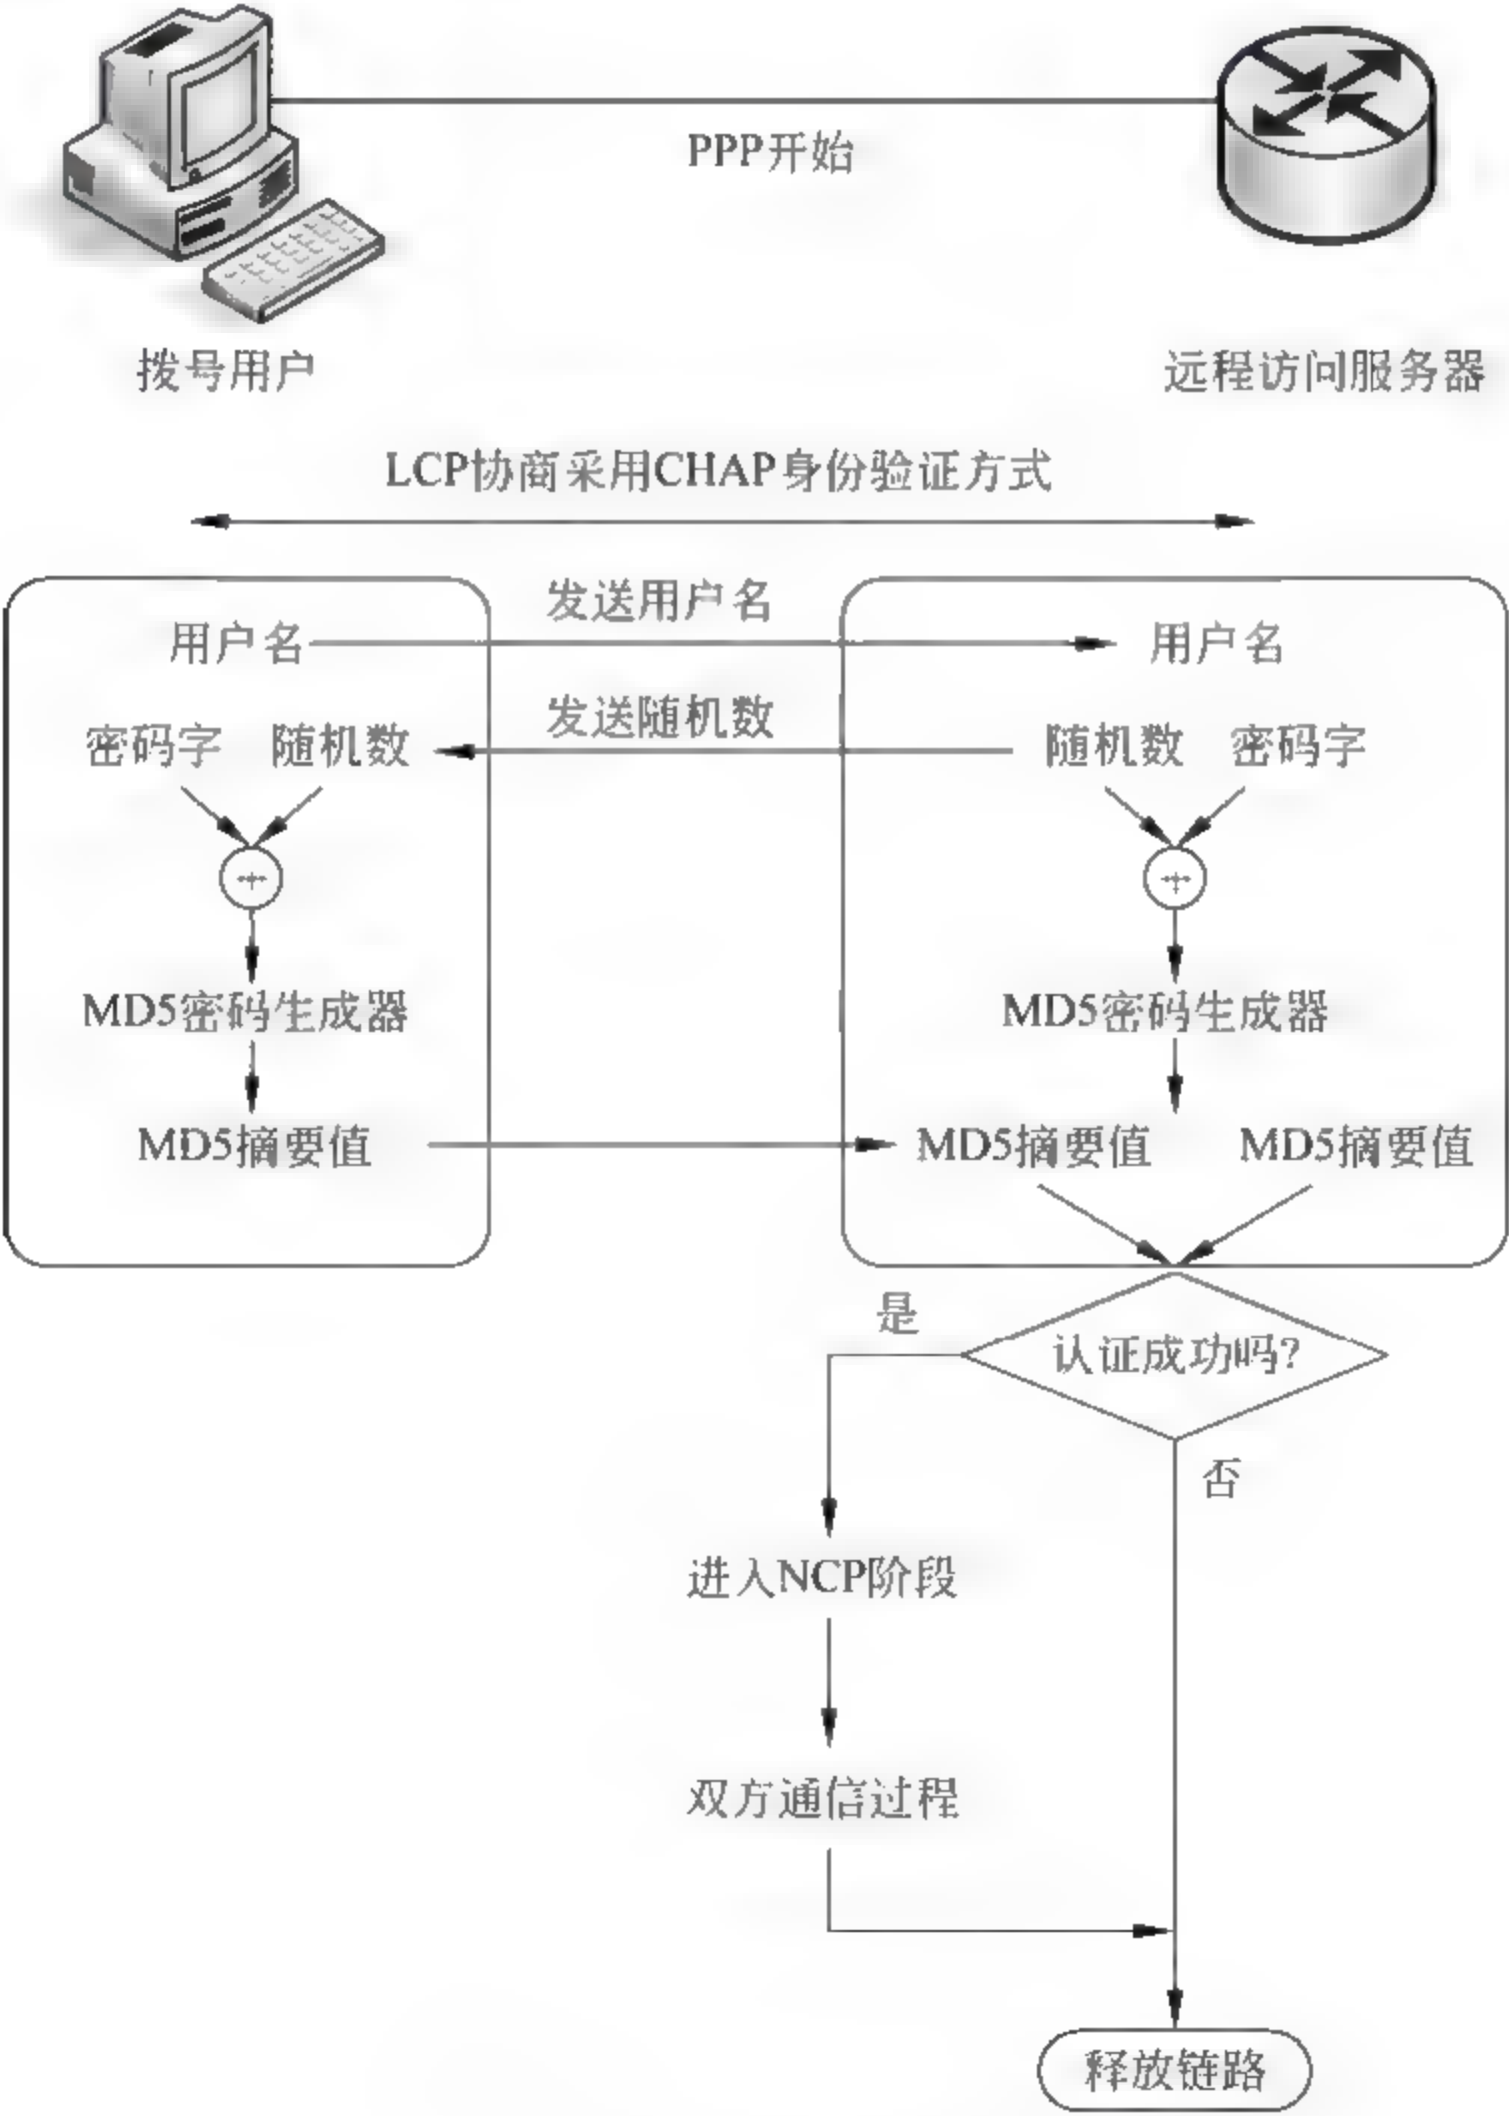 PPP开始
拨号用户
远程访问服务器
LCP协商采用CHAP身份验证方式
发送用户名
用户名
用户名
发送随机数
密码字
随机数
随机数
密码字
MD5密码生成器
MD5密码生成器
MD5摘要值
MD5摘要值
MD5摘要值
是
认证成功吗?
否
进入NCP阶段
双方通信过程
释放链路